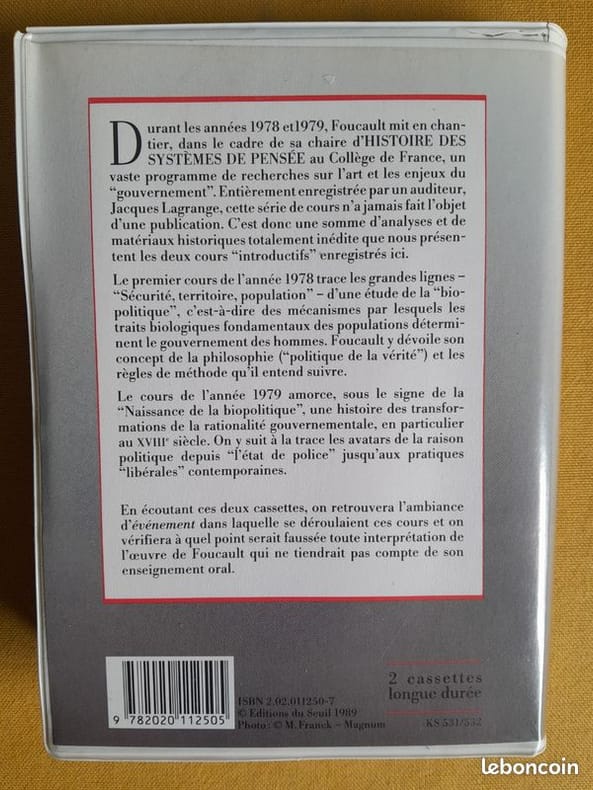 Durant les années 1978 et1979, Foucault mit en chan-
tier, dans le cadre de sa chaire d'HISTOIRE DES
SYSTÈMES DE PENSÉE au Collège de France, un
vaste programme de recherches sur l'art et les enjeux du
"gouvernement". Entièrement enregistrée par un auditeur,
Jacques Lagrange, cette série de cours n'a jamais fait l'objet
d'une publication. C'est donc une somme d'analyses et de
matériaux historiques totalement inédite que nous présen-
tent les deux cours "introductifs" enregistrés ici.
Le premier cours de l'année 1978 trace les grandes lignes –
"Sécurité, territoire, population" – d'une étude de la "bio-
politique", c'est-à-dire des mécanismes par lesquels les
traits biologiques fondamentaux des populations détermi-
nent le gouvernement des hommes. Foucault y dévoile son
concept de la philosophie ("politique de la vérité") et les
règles de méthode qu'il entend suivre.
Le cours de l'année 1979 amorce, sous le signe de la
"Naissance de la biopolitique", une histoire des transfor-
mations de la rationalité gouvernementale, en particulier
au XVIIIe siècle. On y suit à la trace les avatars de la raison
politique depuis "l'état de police" jusqu'aux pratiques
"libérales" contemporaines.
En écoutant ces deux cassettes, on retrouvera l'ambiance
d'événement dans laquelle se déroulaient ces cours et on
vérifiera à quel point serait faussée toute interprétation de
l'œuvre de Foucault qui ne tiendrait pas compte de son
enseignement oral.
9 782020 112505
ISBN 2.02.011250-7
© Editions du Seuil 1989
Photo : © M. Franck – Magnum
2 cassettes
longue durée
KS 531/532
leboncoin